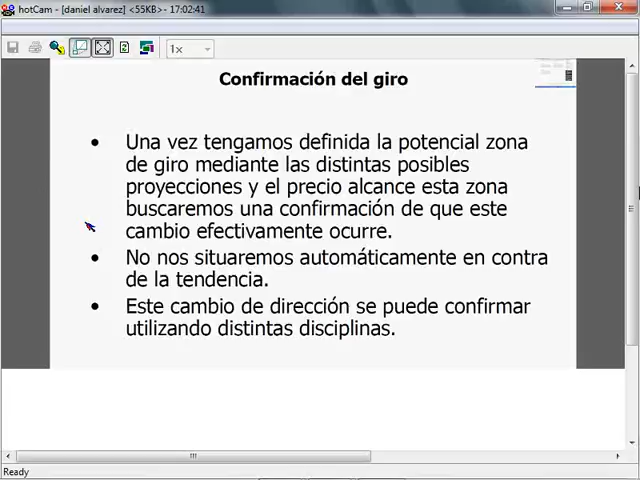 hotCam - [daniel alvarez] <55KB> - 17:02:41
1x
Confirmación del giro
• Una vez tengamos definida la potencial zona
de giro mediante las distintas posibles
proyecciones y el precio alcance esta zona
buscaremos una confirmación de que este
cambio efectivamente ocurre.
• No nos situaremos automáticamente en contra
de la tendencia.
• Este cambio de dirección se puede confirmar
utilizando distintas disciplinas.
Ready